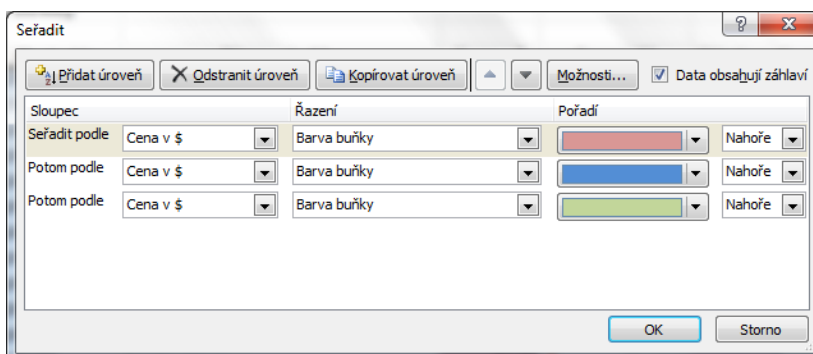 Seřadit
Přidat úroveň Odstranit úroveň Kopírovat úroveň Možnosti... Data obsahují záhlaví
Sloupec Řazení Pořadí
Seřadit podle Cena v $ Barva buňky Nahoře
Potom podle Cena v $ Barva buňky Nahoře
Potom podle Cena v $ Barva buňky Nahoře
OK Storno